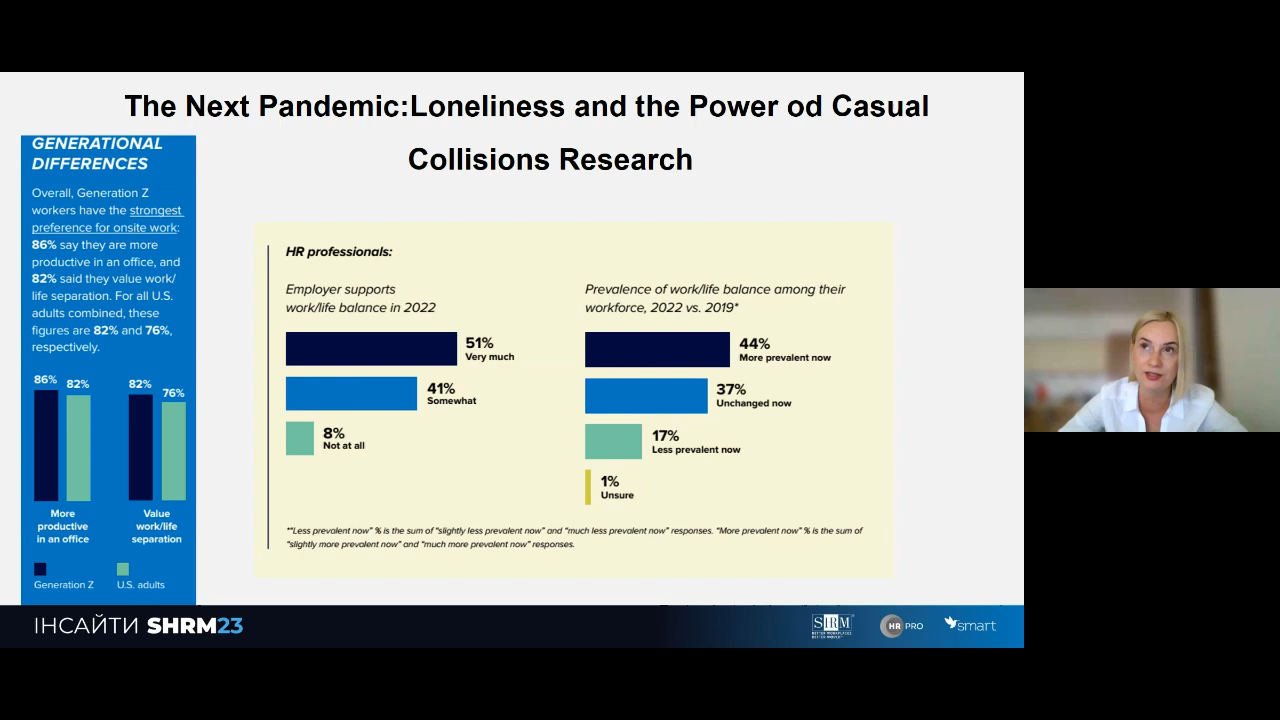 The Next Pandemic:Loneliness and the Power od Casual
Collisions Research
GENERATIONAL
DIFFERENCES
Overall, Generation Z
workers have the strongest
preference for onsite work:
86% say they are more
productive in an office, and
82% said they value work/
life separation. For all U.S.
adults combined, these
figures are 82% and 76%,
respectively.
86% 82% 82% 76%
More
productive
in an office
Value
work/life
separation
Generation Z U.S. adults
HR professionals:
Employer supports
work/life balance in 2022
51%
Very much
41%
Somewhat
8%
Not at all
Prevalence of work/life balance among their
workforce, 2022 vs. 2019*
44%
More prevalent now
37%
Unchanged now
17%
Less prevalent now
1%
Unsure
*“Less prevalent now” % is the sum of “slightly less prevalent now” and “much less prevalent now” responses. “More prevalent now” % is the sum of
“slightly more prevalent now” and “much more prevalent now” responses.
ІНСАЙТИ SHRM23
SHRM
BETTER WORKPLACES
BETTER WORLD
HR PRO
smart